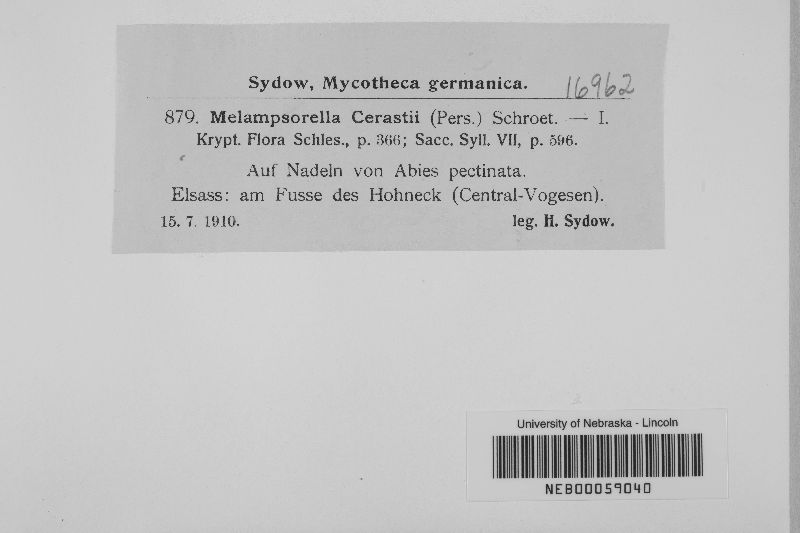 Sydow, Mycotheca germanica. 16962
879. Melampsorella Cerastii (Pers.) Schroet. — I.
Krypt. Flora Schles., p. 366; Sacc. Syll. VII, p. 596.
Auf Nadeln von Abies pectinata.
Elsass: am Fusse des Hohneck (Central-Vogesen).
15. 7. 1910. leg. H. Sydow.
University of Nebraska - Lincoln
NEB00059040